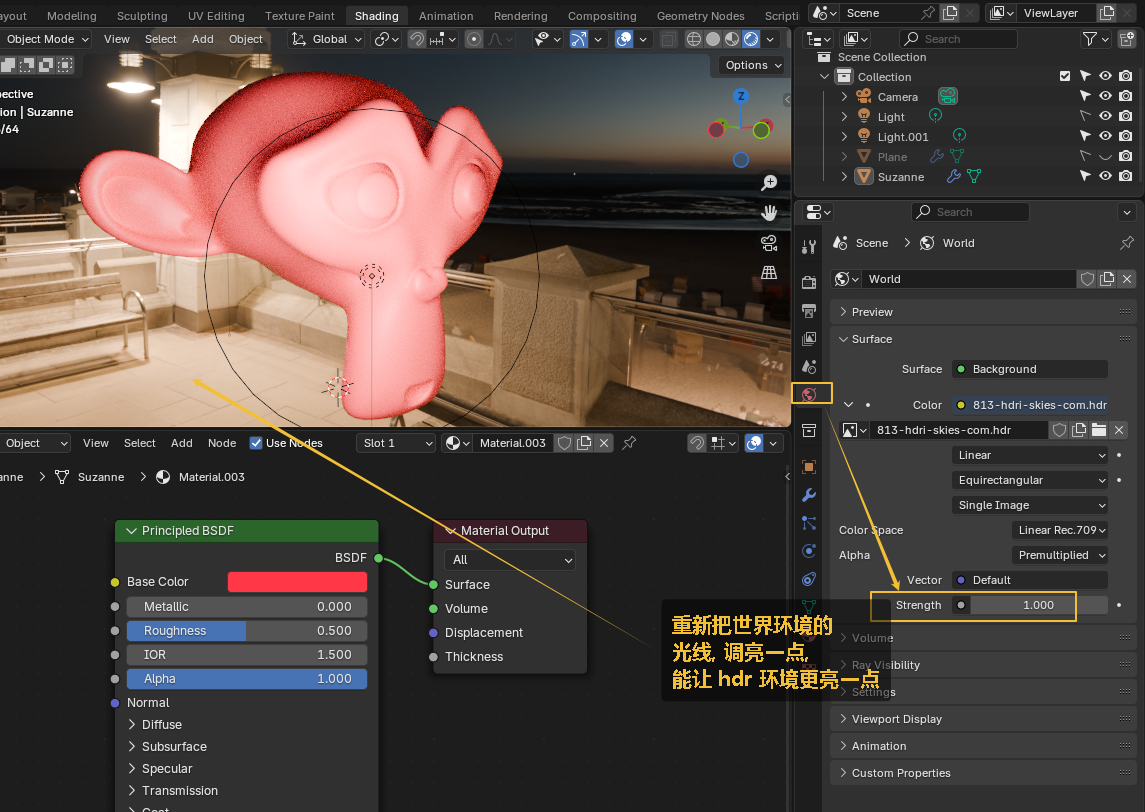 ayout Modeling Sculpting UV Editing Texture Paint Shading Animation Rendering Compositing Geometry Nodes Scripti
Scene ViewLayer
Object Mode View Select Add Object Global
Search
Options
Scene Collection
Collection
Camera
Light
Light.001
Plane
Suzanne
pective
ion | Suzanne
/64
Z
Search
Scene > World
World
Preview
Surface
Surface Background
Color 813-hdri-skies-com.hdr
813-hdri-skies-com.hdr
Linear
Equirectangular
Single Image
Color Space Linear Rec.709
Alpha Premultiplied
Vector Default
Strength 1.000
Volume
Ray Visibility
Settings
Viewport Display
Animation
Custom Properties
Object View Select Add Node Use Nodes Slot 1 Material.003
anne > Suzanne > Material.003
Principled BSDF
BSDF
Base Color
Metallic 0.000
Roughness 0.500
IOR 1.500
Alpha 1.000
Normal
Diffuse
Subsurface
Specular
Transmission
Coat
Material Output
All
Surface
Volume
Displacement
Thickness
重新把世界环境的
光线, 调亮一点,
能让 hdr 环境更亮一点